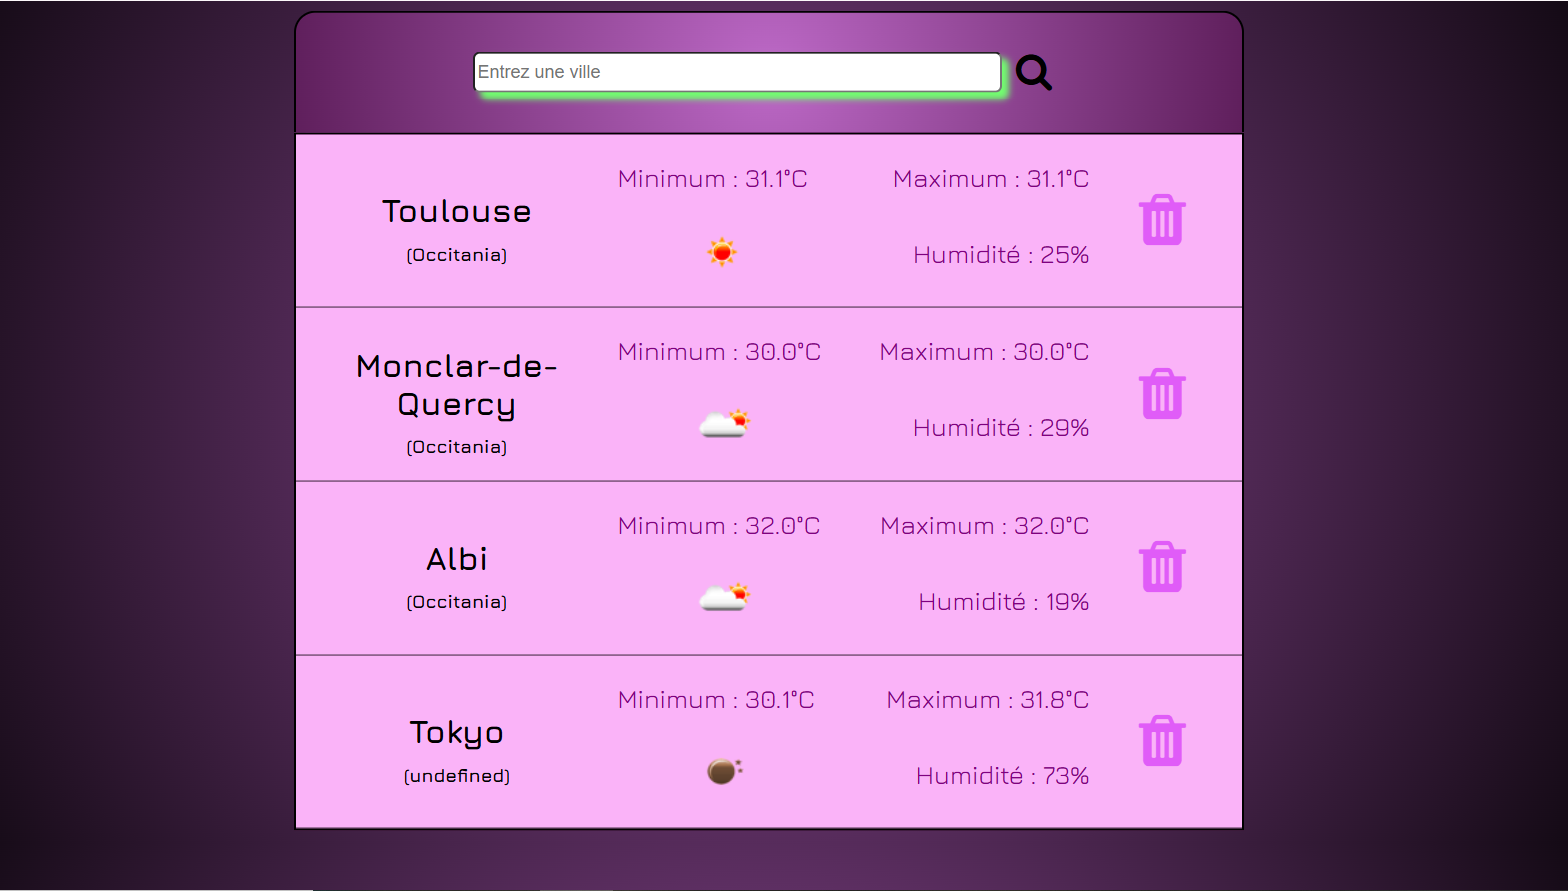 Entrez une ville
Toulouse
(Occitania)
Minimum : 31.1°C
Maximum : 31.1°C
Humidité : 25%
Monclar-de-
Quercy
(Occitania)
Minimum : 30.0°C
Maximum : 30.0°C
Humidité : 29%
Albi
(Occitania)
Minimum : 32.0°C
Maximum : 32.0°C
Humidité : 19%
Tokyo
(undefined)
Minimum : 30.1°C
Maximum : 31.8°C
Humidité : 73%